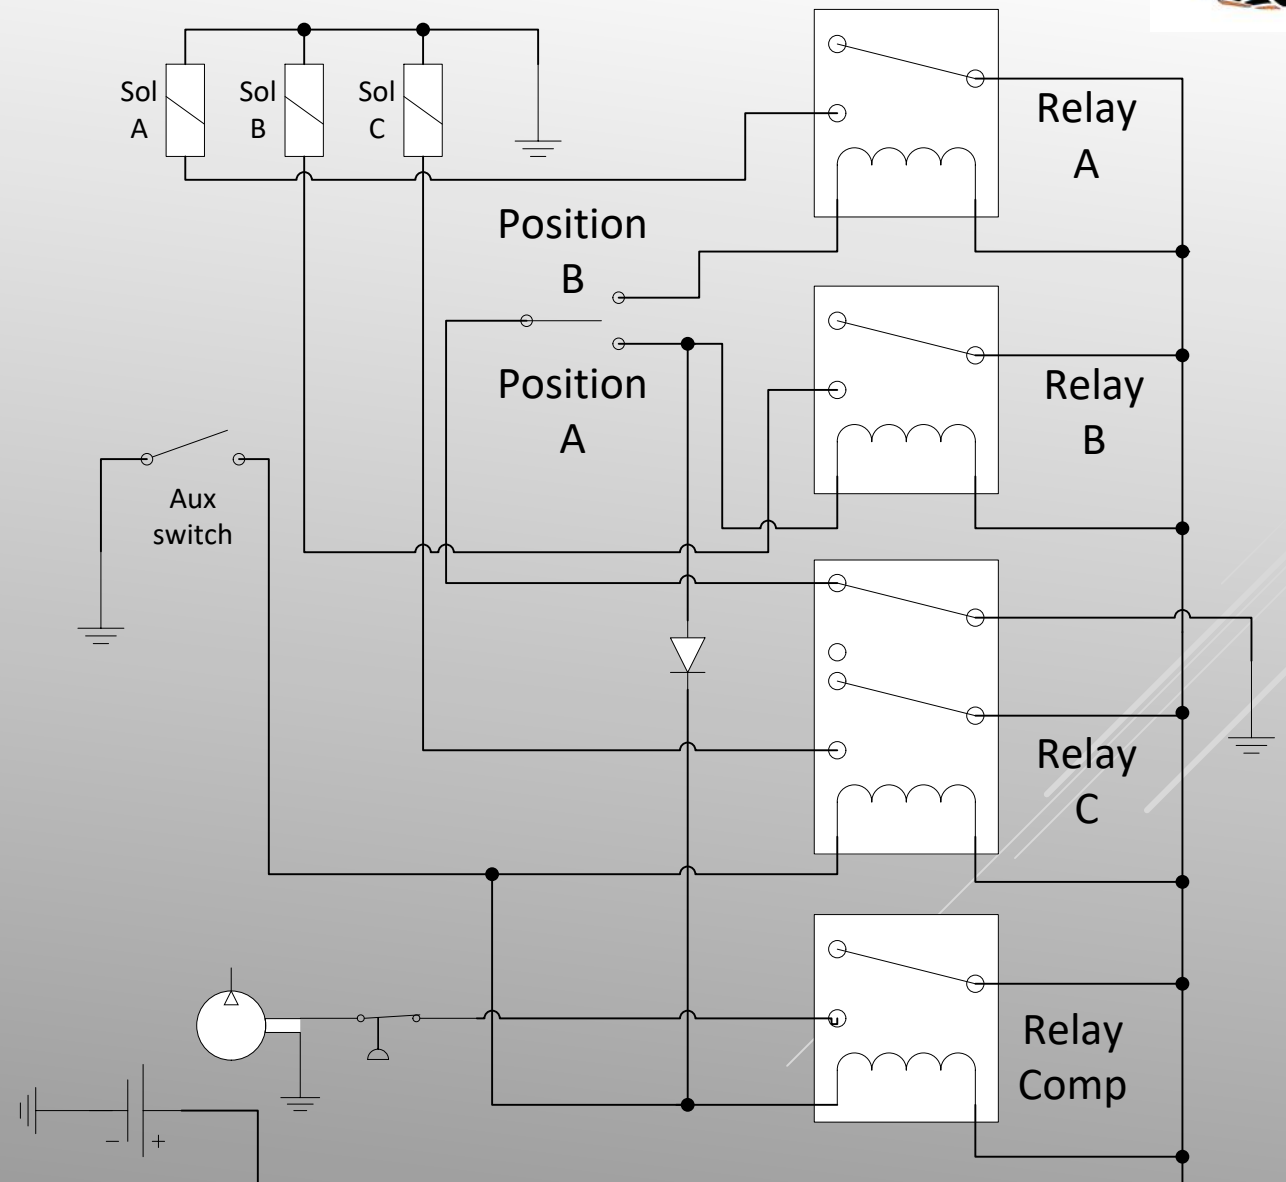 Sol
A
Sol
B
Sol
C
Relay
A
Position
B
Position
A
Relay
B
Aux
switch
Relay
C
Relay
Comp
- +